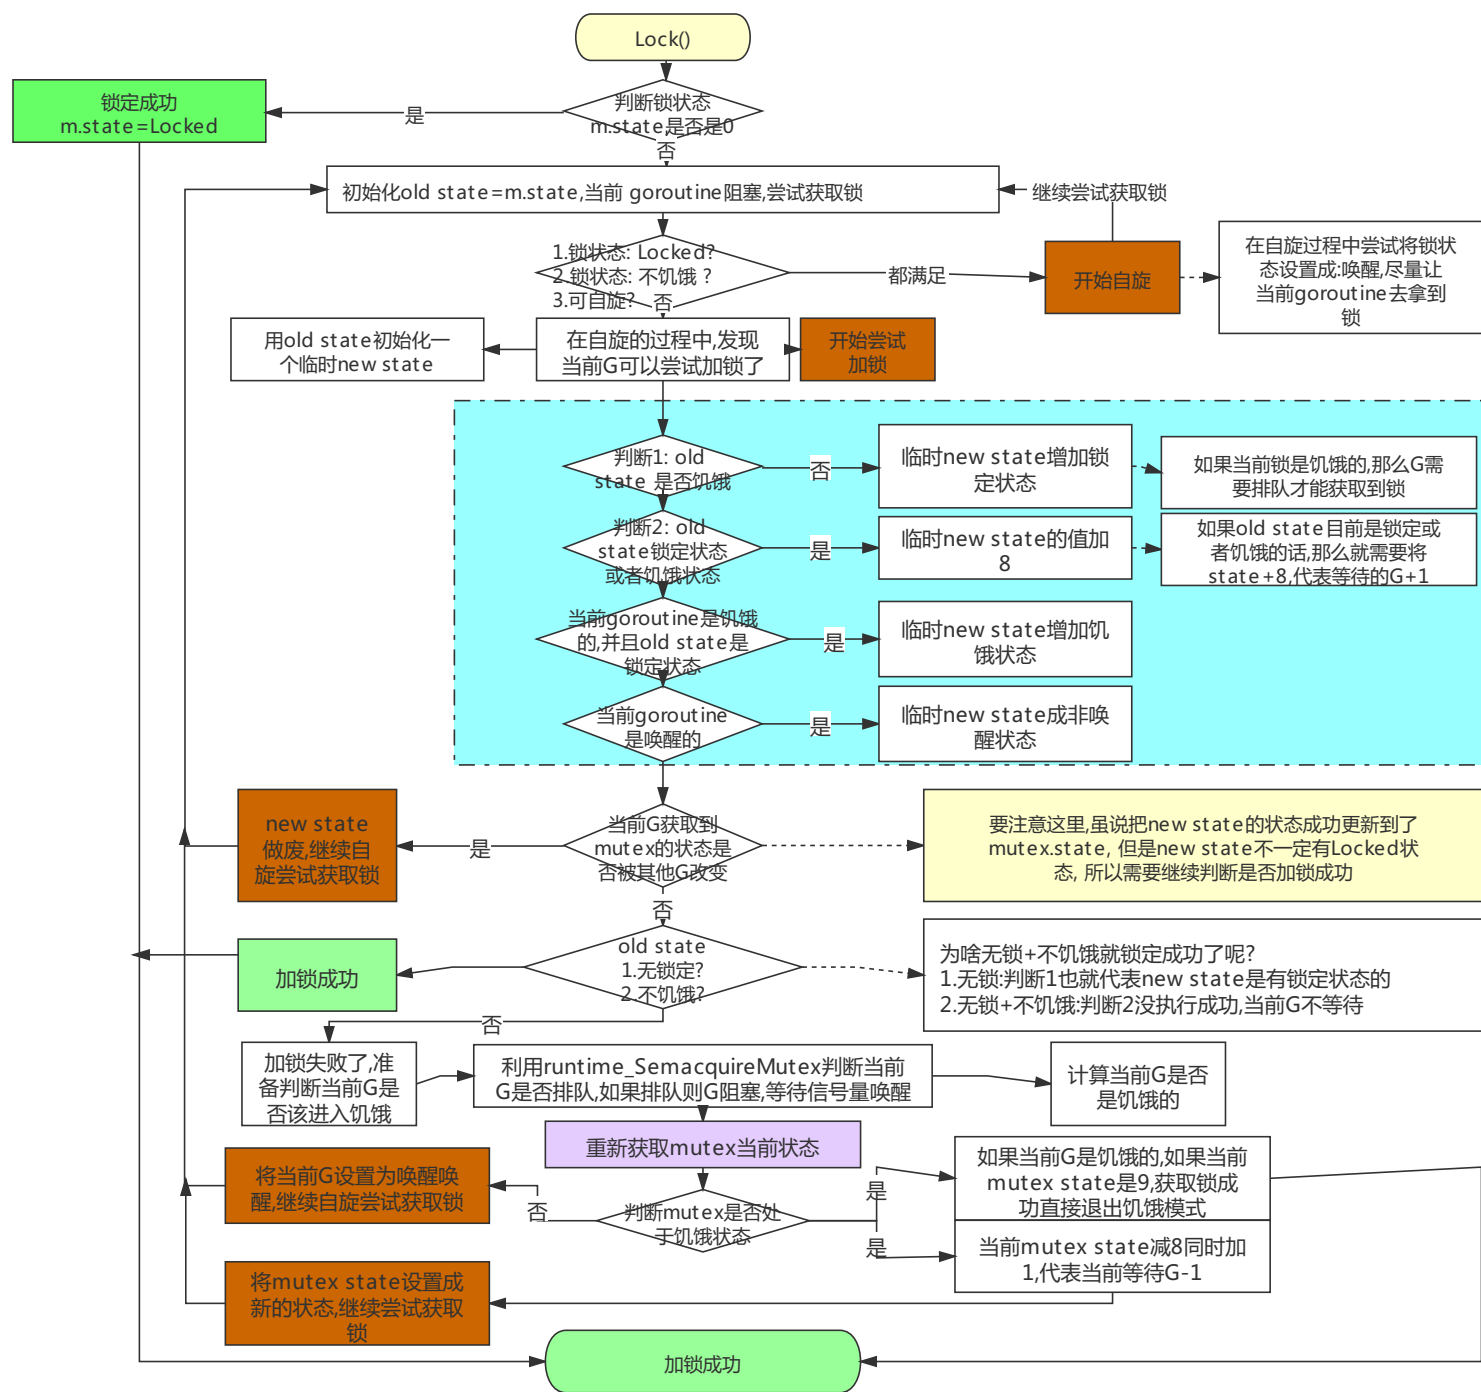 Lock()
锁定成功
m.state=Locked
是
判断锁状态
m.state是否是0
否
初始化old state=m.state,当前 goroutine阻塞,尝试获取锁
继续尝试获取锁
1.锁状态: Locked?
2.锁状态: 不饥饿 ?
3.可自旋?
否
都满足
开始自旋
在自旋过程中尝试将锁状
态设置成:唤醒,尽量让
当前goroutine去拿到
锁
用old state初始化一
个临时new state
在自旋的过程中,发现
当前G可以尝试加锁了
开始尝试
加锁
判断1: old
state 是否饥饿
否
临时new state增加锁
定状态
如果当前锁是饥饿的,那么G需
要排队才能获取到锁
判断2: old
state锁定状态
或者饥饿状态
是
临时new state的值加
8
如果old state目前是锁定或
者饥饿的话,那么就需要将
state+8,代表等待的G+1
当前goroutine是饥饿
的,并且old state是
锁定状态
是
临时new state增加饥
饿状态
当前goroutine
是唤醒的
是
临时new state成非唤
醒状态
new state
做废,继续自
旋尝试获取锁
是
当前G获取到
mutex的状态是
否被其他G改变
否
要注意这里,虽说把new state的状态成功更新到了
mutex.state, 但是new state不一定有Locked状
态, 所以需要继续判断是否加锁成功
加锁成功
old state
1.无锁定?
2.不饥饿?
否
为啥无锁+不饥饿就锁定成功了呢?
1.无锁:判断1也就代表new state是有锁定状态的
2.无锁+不饥饿:判断2没执行成功,当前G不等待
加锁失败了,准
备判断当前G是
否该进入饥饿
利用runtime_SemacquireMutex判断当前
G是否排队,如果排队则G阻塞,等待信号量唤醒
计算当前G是否
是饥饿的
重新获取mutex当前状态
将当前G设置为唤醒唤
醒,继续自旋尝试获取锁
否
判断mutex是否处
于饥饿状态
是
如果当前G是饥饿的,如果当前
mutex state是9,获取锁成
功直接退出饥饿模式
是
当前mutex state减8同时加
1,代表当前等待G-1
将mutex state设置成
新的状态,继续尝试获取
锁
加锁成功